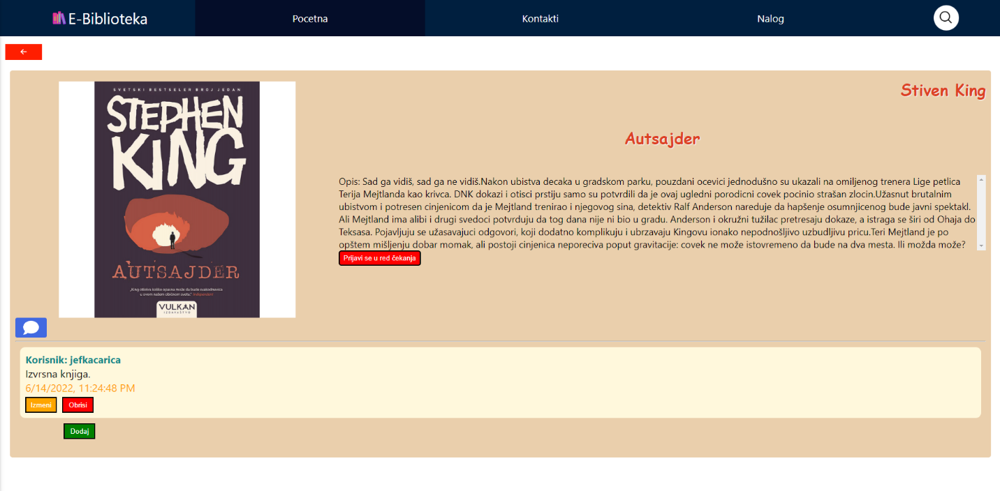 E-Biblioteka
Pocetna
Kontakti
Nalog
←
Stiven King
SVETSKI BESTSELER BROJ JEDAN
STEPHEN
KING
AUTSAJDER
„King otkriva koliko opasna može da bude svakodnevica
u ovom našem običnom svetu.” Independent
VULKAN
IZDAVAŠTVO
Autsajder
Opis: Sad ga vidiš, sad ga ne vidiš.Nakon ubistva decaka u gradskom parku, pouzdani ocevici jednodušno su ukazali na omiljenog trenera Lige petlica
Terija Mejtlanda kao krivca. DNK dokazi i otisci prstiju samo su potvrdili da je ovaj ugledni porodicni covek pocinio strašan zlocin.Užasnut brutalnim
ubistvom i potresen cinjenicom da je Mejtland trenirao i njegovog sina, detektiv Ralf Anderson nareduje da hapšenje osumnjicenog bude javni spektakl.
Ali Mejtland ima alibi i drugi svedoci potvrduju da tog dana nije ni bio u gradu. Anderson i okružni tužilac pretresaju dokaze, a istraga se širi od Ohaja do
Teksasa. Pojavljuju se užasavajuci odgovori, koji dodatno komplikuju i ubrzavaju Kingovu ionako nepodnošljivo uzbudljivu pricu.Teri Mejtland je po
opštem mišljenju dobar momak, ali postoji cinjenica neporeciva poput gravitacije: covek ne može istovremeno da bude na dva mesta. Ili možda može?
Prijavi se u red čekanja
Korisnik: jefkacarica
Izvrsna knjiga.
6/14/2022, 11:24:48 PM
Izmeni
Obrisi
Dodaj